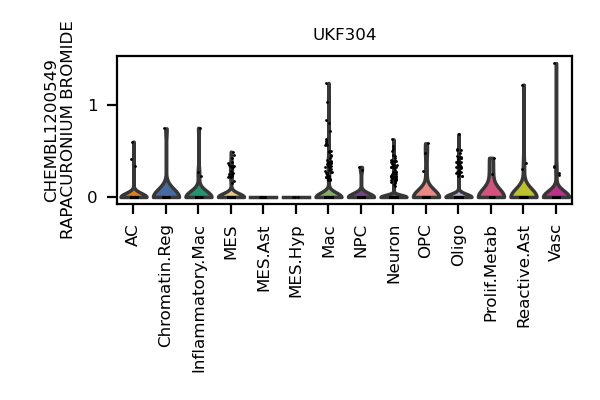 UKF304
CHEMBL1200549
RAPACURONIUM BROMIDE
1
0
AC
Chromatin.Reg
Inflammatory.Mac
MES
MES.Ast
MES.Hyp
Mac
NPC
Neuron
OPC
Oligo
Prolif.Metab
Reactive.Ast
Vasc